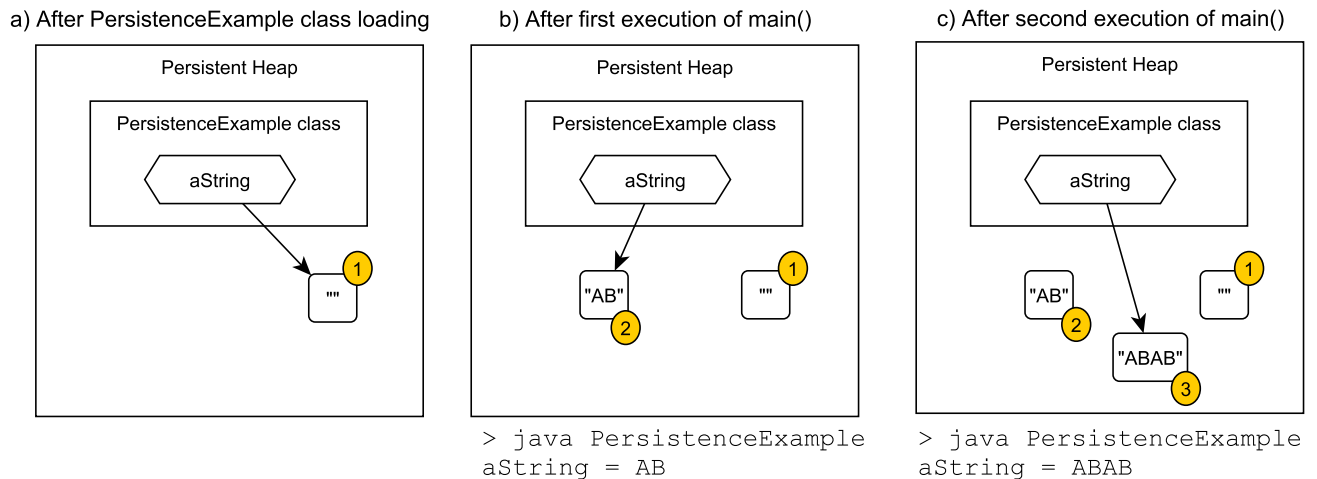 a) After PersistenceExample class loading
Persistent Heap
PersistenceExample class
aString
1
""
b) After first execution of main()
Persistent Heap
PersistenceExample class
aString
"AB"
2
1
""
> java PersistenceExample
aString = AB
c) After second execution of main()
Persistent Heap
PersistenceExample class
aString
"AB"
2
1
""
"ABAB"
3
> java PersistenceExample
aString = ABAB